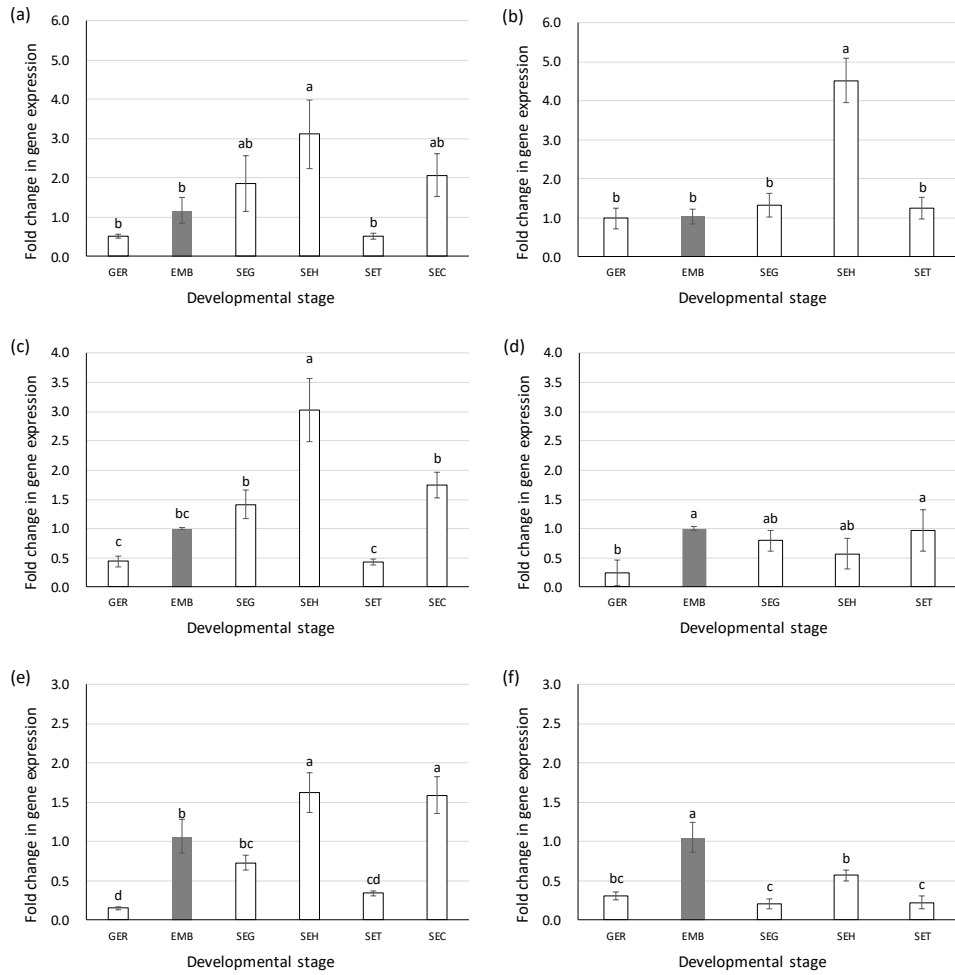 (a)
6.0
5.0
4.0
3.0
2.0
1.0
0.0
Fold change in gene expression
b
b
ab
a
b
ab
GER EMB SEG SEH SET SEC
Developmental stage
(b)
6.0
5.0
4.0
3.0
2.0
1.0
0.0
Fold change in gene expression
b
b
b
a
b
GER EMB SEG SEH SET
Developmental stage
(c)
4.0
3.5
3.0
2.5
2.0
1.5
1.0
0.5
0.0
Fold change in gene expression
c
bc
b
a
c
b
GER EMB SEG SEH SET SEC
Developmental stage
(d)
4.0
3.5
3.0
2.5
2.0
1.5
1.0
0.5
0.0
Fold change in gene expression
b
a
ab
ab
a
GER EMB SEG SEH SET
Developmental stage
(e)
3.0
2.5
2.0
1.5
1.0
0.5
0.0
Fold change in gene expression
d
b
bc
a
cd
a
GER EMB SEG SEH SET SEC
Developmental stage
(f)
3.0
2.5
2.0
1.5
1.0
0.5
0.0
Fold change in gene expression
bc
a
c
b
c
GER EMB SEG SEH SET
Developmental stage